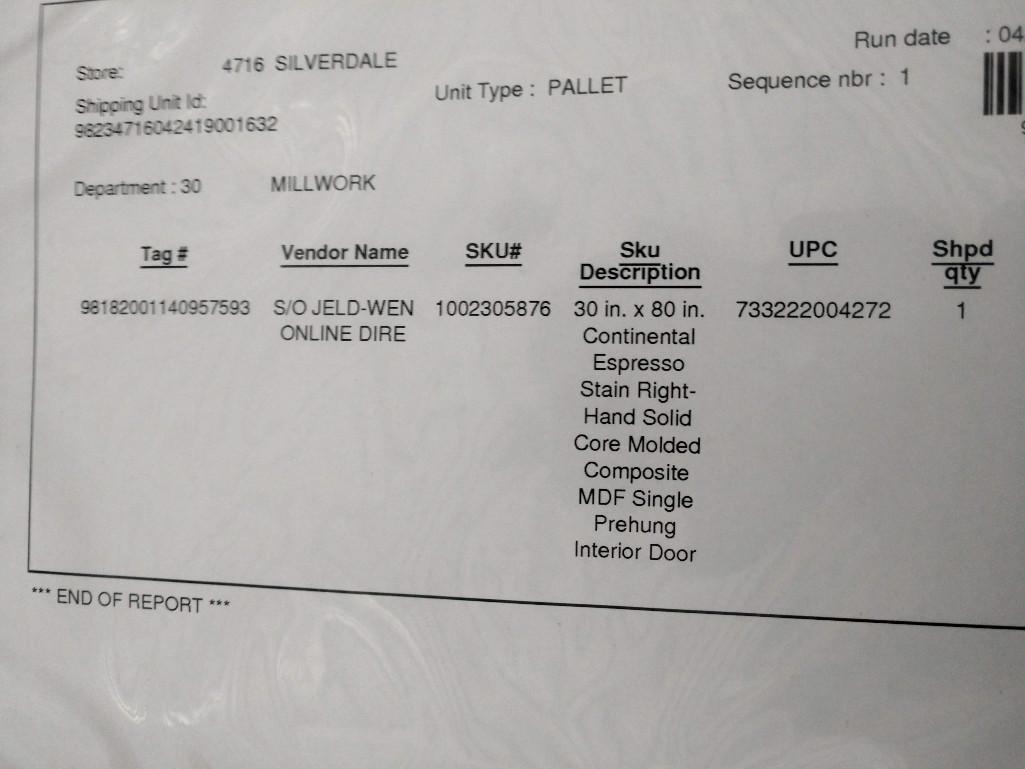 Run date : 04
Store: 4716 SILVERDALE
Unit Type : PALLET Sequence nbr : 1
Shipping Unit Id:
98234716042419001632
Department : 30 MILLWORK
Tag # Vendor Name SKU# Sku Description UPC Shpd qty
98182001140957593 S/O JELD-WEN 1002305876 30 in. x 80 in. 733222004272 1
ONLINE DIRE Continental
Espresso
Stain Right-
Hand Solid
Core Molded
Composite
MDF Single
Prehung
Interior Door
*** END OF REPORT ***